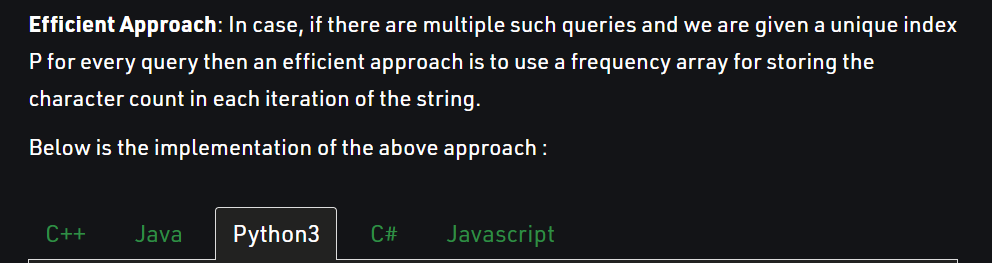 Efficient Approach: In case, if there are multiple such queries and we are given a unique index
P for every query then an efficient approach is to use a frequency array for storing the
character count in each iteration of the string.
Below is the implementation of the above approach :
C++ Java Python3 C# Javascript